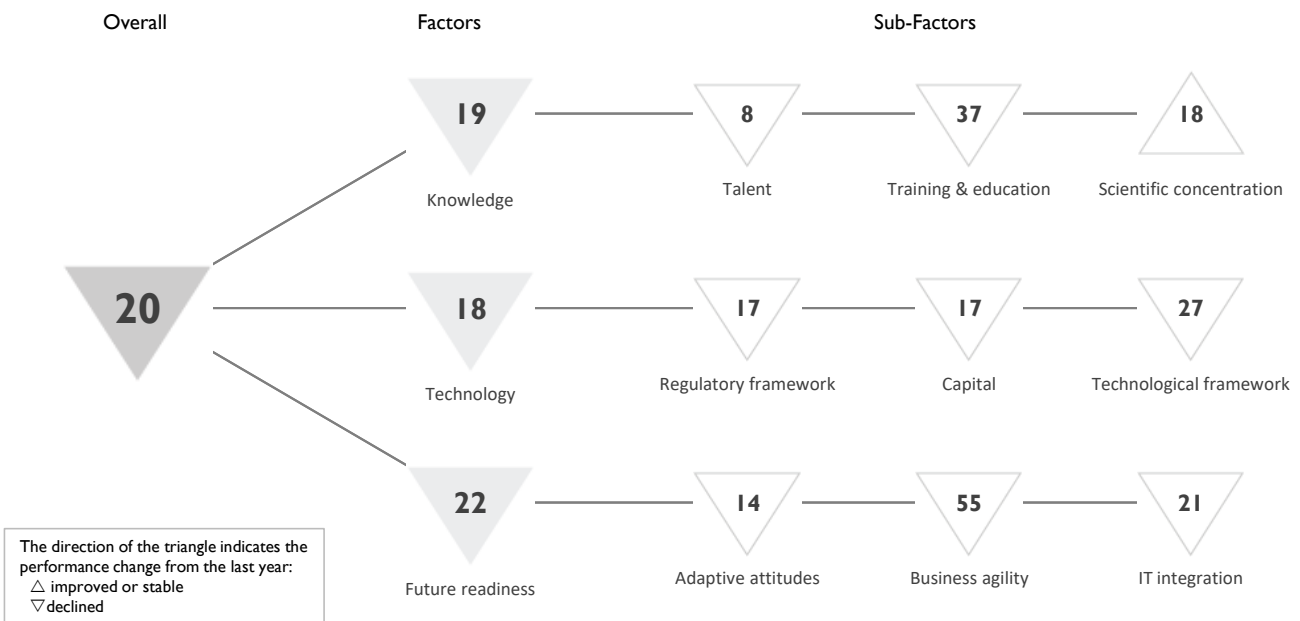 Overall Factors Sub-Factors
19 8 37 18
Knowledge Talent Training & education Scientific concentration
20 18 17 17 27
Technology Regulatory framework Capital Technological framework
22 14 55 21
Future readiness Adaptive attitudes Business agility IT integration
The direction of the triangle indicates the
performance change from the last year:
△ improved or stable
▽declined